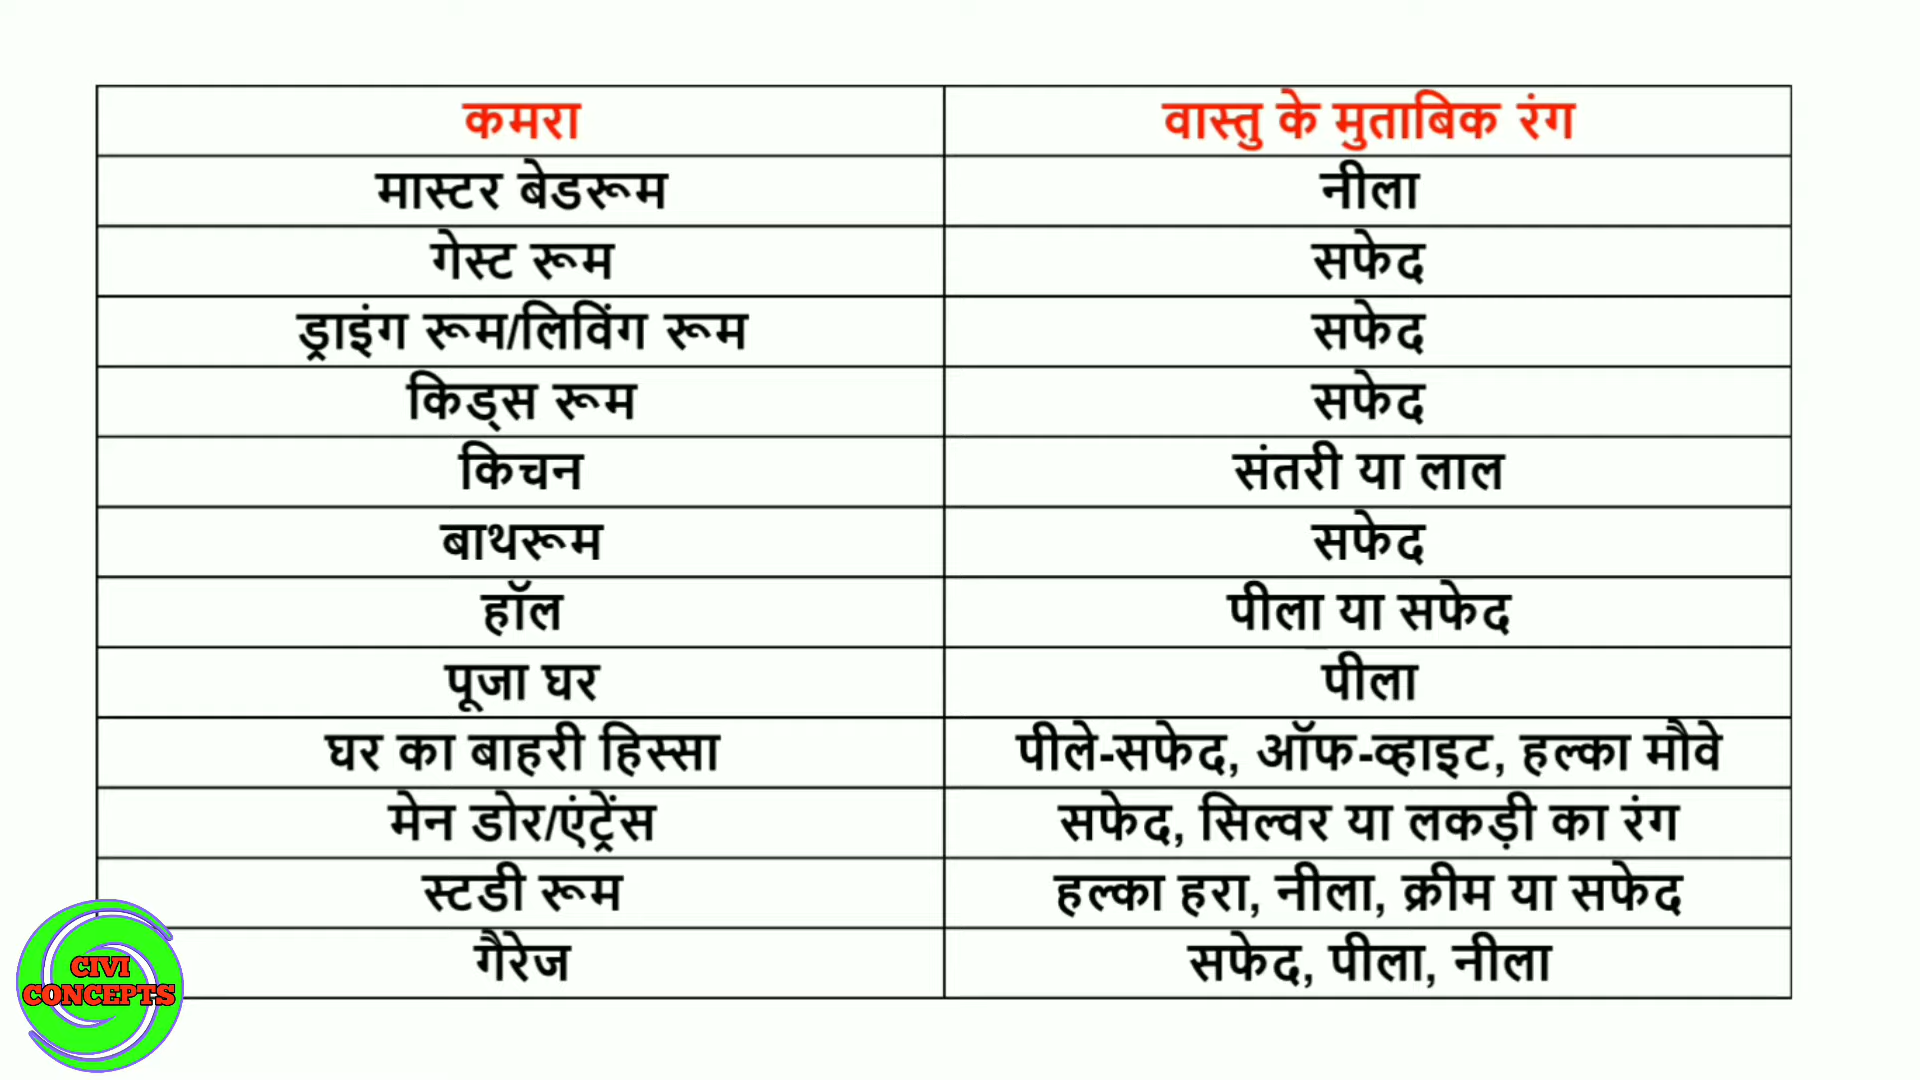 कमरा वास्तु के मुताबिक रंग
मास्टर बेडरूम नीला
गेस्ट रूम सफेद
ड्राइंग रूम/लिविंग रूम सफेद
किड्स रूम सफेद
किचन संतरी या लाल
बाथरूम सफेद
हॉल पीला या सफेद
पूजा घर पीला
घर का बाहरी हिस्सा पीले-सफेद, ऑफ-व्हाइट, हल्का मौवे
मेन डोर/एंट्रेंस सफेद, सिल्वर या लकड़ी का रंग
स्टडी रूम हल्का हरा, नीला, क्रीम या सफेद
गैरेज सफेद, पीला, नीला
CIVI
CONCEPTS